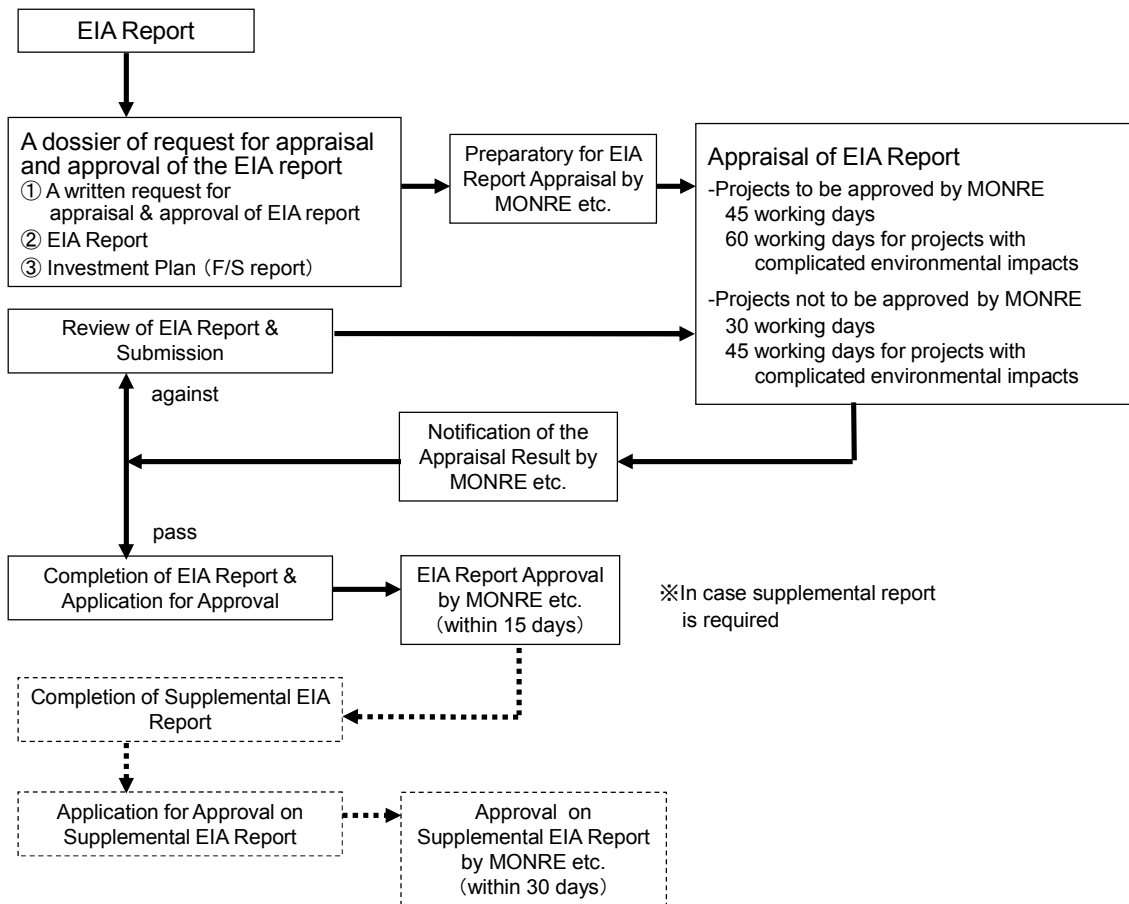 EIA Report
A dossier of request for appraisal
and approval of the EIA report
① A written request for
appraisal & approval of EIA report
② EIA Report
③ Investment Plan (F/S report)
Preparatory for EIA
Report Appraisal by
MONRE etc.
Appraisal of EIA Report
-Projects to be approved by MONRE
45 working days
60 working days for projects with
complicated environmental impacts
-Projects not to be approved by MONRE
30 working days
45 working days for projects with
complicated environmental impacts
Review of EIA Report &
Submission
against
Notification of the
Appraisal Result by
MONRE etc.
pass
Completion of EIA Report &
Application for Approval
EIA Report Approval
by MONRE etc.
(within 15 days)
※In case supplemental report
is required
Completion of Supplemental EIA
Report
Application for Approval on
Supplemental EIA Report
Approval on
Supplemental EIA Report
by MONRE etc.
(within 30 days)